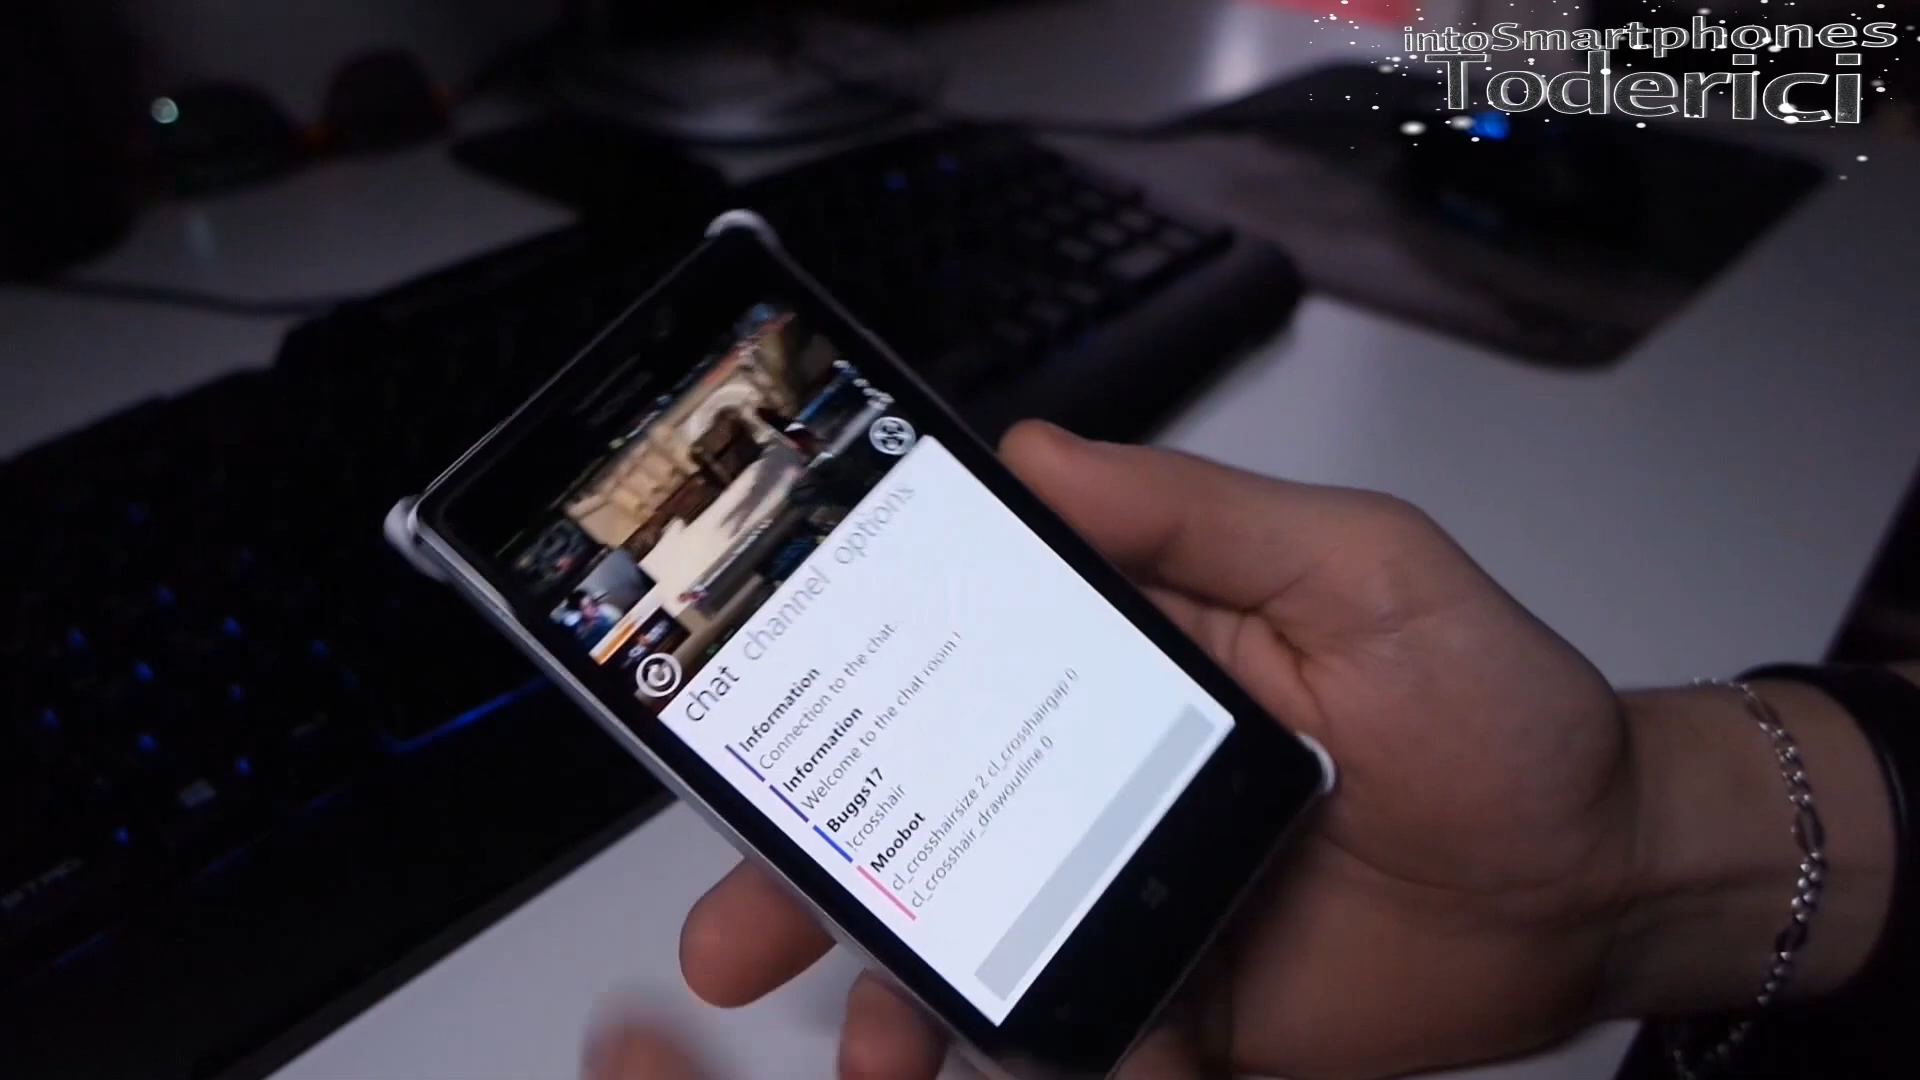 intoSmartphones
Toderici
chat channel options
Information
Connection to the chat.
Information
Welcome to the chat room !
Buggs17
!crosshair
Moobot
cl_crosshairsize 2 cl_crosshairgap 0
cl_crosshair_drawoutline 0